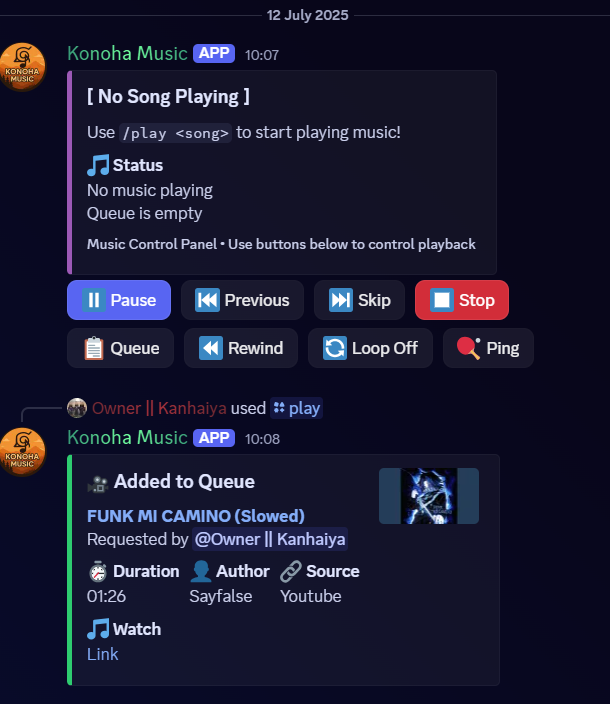 12 July 2025
KONOHA
MUSIC
Konoha Music APP 10:07
[ No Song Playing ]
Use /play <song> to start playing music!
Status
No music playing
Queue is empty
Music Control Panel • Use buttons below to control playback
Pause Previous Skip Stop
Queue Rewind Loop Off Ping
Owner || Kanhaiya used play
KONOHA
MUSIC
Konoha Music APP 10:08
Added to Queue
FUNK MI CAMINO (Slowed)
Requested by @Owner || Kanhaiya
Duration Author Source
01:26 Sayfalse Youtube
Watch
Link